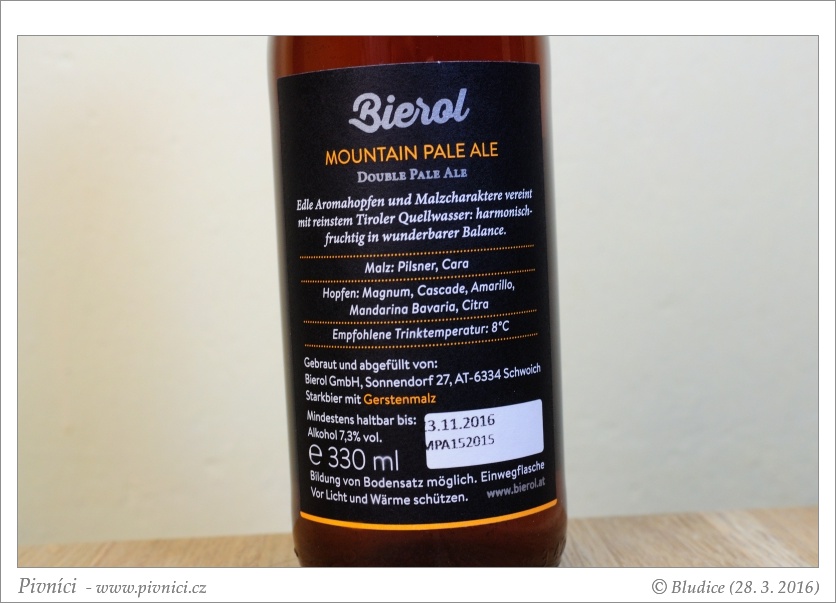 Bierol
MOUNTAIN PALE ALE
DOUBLE PALE ALE
Edle Aromahopfen und Malzcharaktere vereint
mit reinstem Tiroler Quellwasser: harmonisch-
fruchtig in wunderbarer Balance.
Malz: Pilsner, Cara
Hopfen: Magnum, Cascade, Amarillo,
Mandarina Bavaria, Citra
Empfohlene Trinktemperatur: 8°C
Gebraut und abgefüllt von:
Bierol GmbH, Sonnendorf 27, AT-6334 Schwoich
Starkbier mit Gerstenmalz
Mindestens haltbar bis:
3.11.2016
Alkohol 7,3% vol.
MPA152015
℮ 330 ml
Bildung von Bodensatz möglich. Einwegflasche
Vor Licht und Wärme schützen. www.bierol.at
Pivníci - www.pivnici.cz
© Bludice (28. 3. 2016)